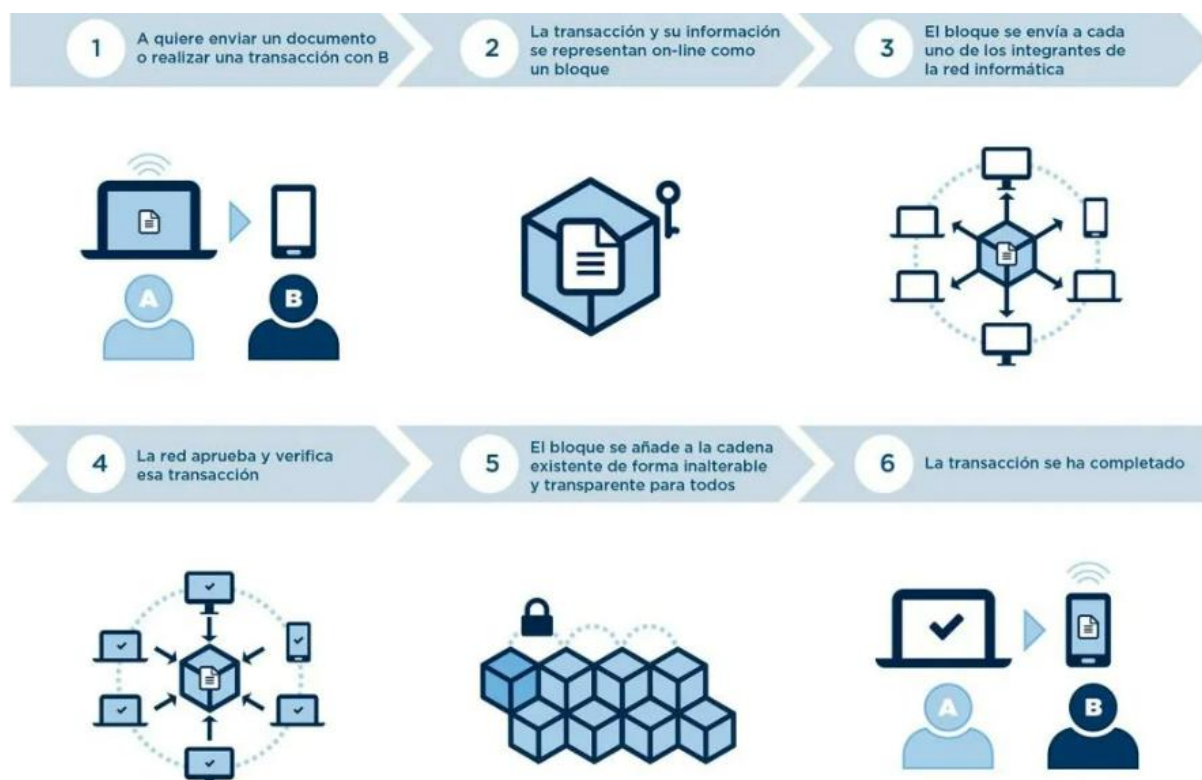 1
A quiere enviar un documento
o realizar una transacción con B
2
La transacción y su información
se representan on-line como
un bloque
3
El bloque se envía a cada
uno de los integrantes de
la red informática
A
B
4
La red aprueba y verifica
esa transacción
5
El bloque se añade a la cadena
existente de forma inalterable
y transparente para todos
6
La transacción se ha completado
A
B